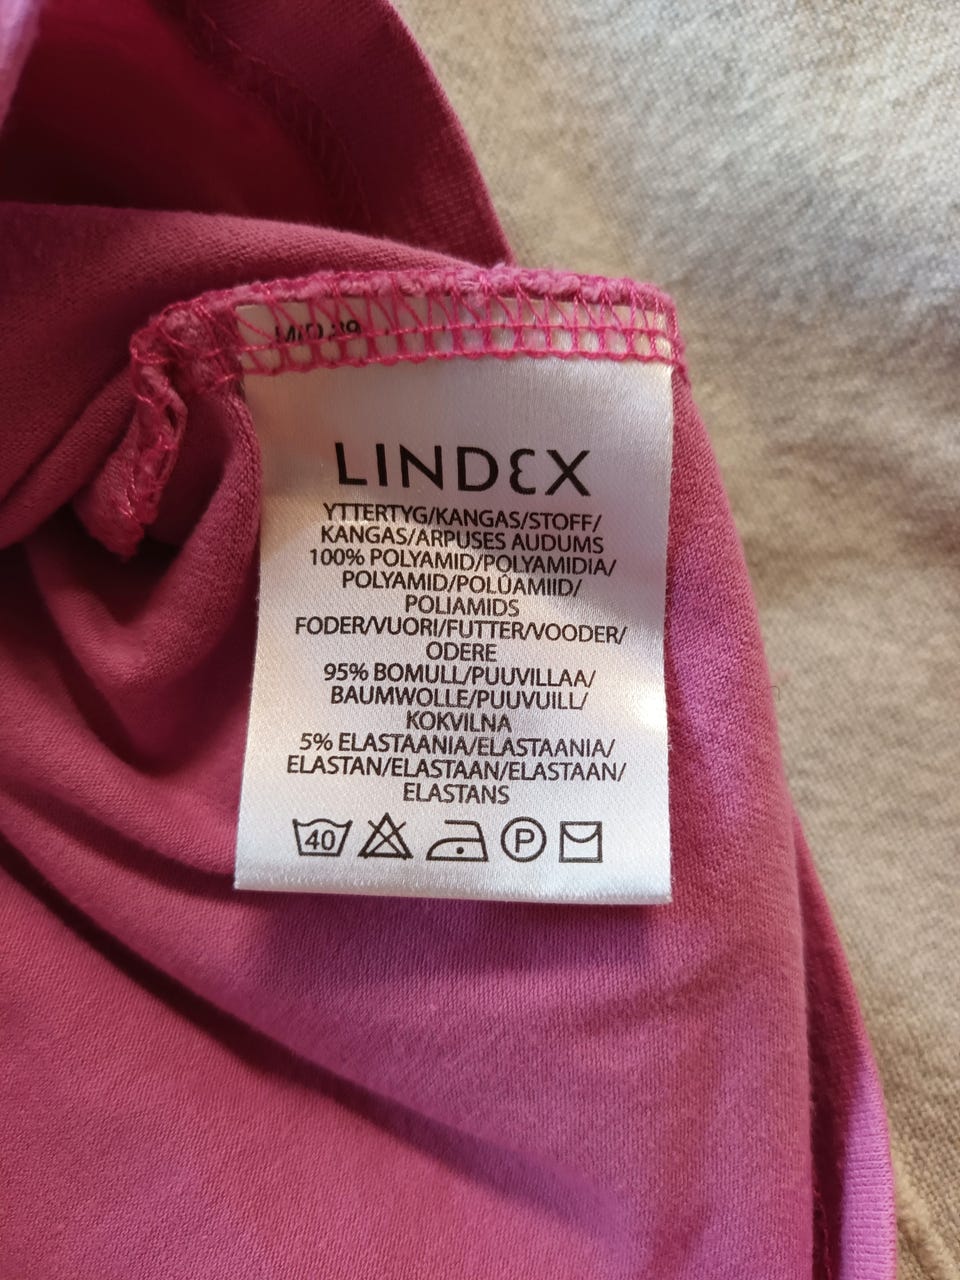 LINDEX
YTTERTYG/KANGAS/STOFF/
KANGAS/ARPUSES AUDUMS
100% POLYAMID/POLYAMIDIA/
POLYAMID/POLÜAMIID/
POLIAMIDS
FODER/VUORI/FUTTER/VOODER/
ODERE
95% BOMULL/PUUVILLAA/
BAUMWOLLE/PUUVUILL/
KOKVILNA
5% ELASTAANIA/ELASTAANIA/
ELASTAN/ELASTAAN/ELASTAAN/
ELASTANS
40 P